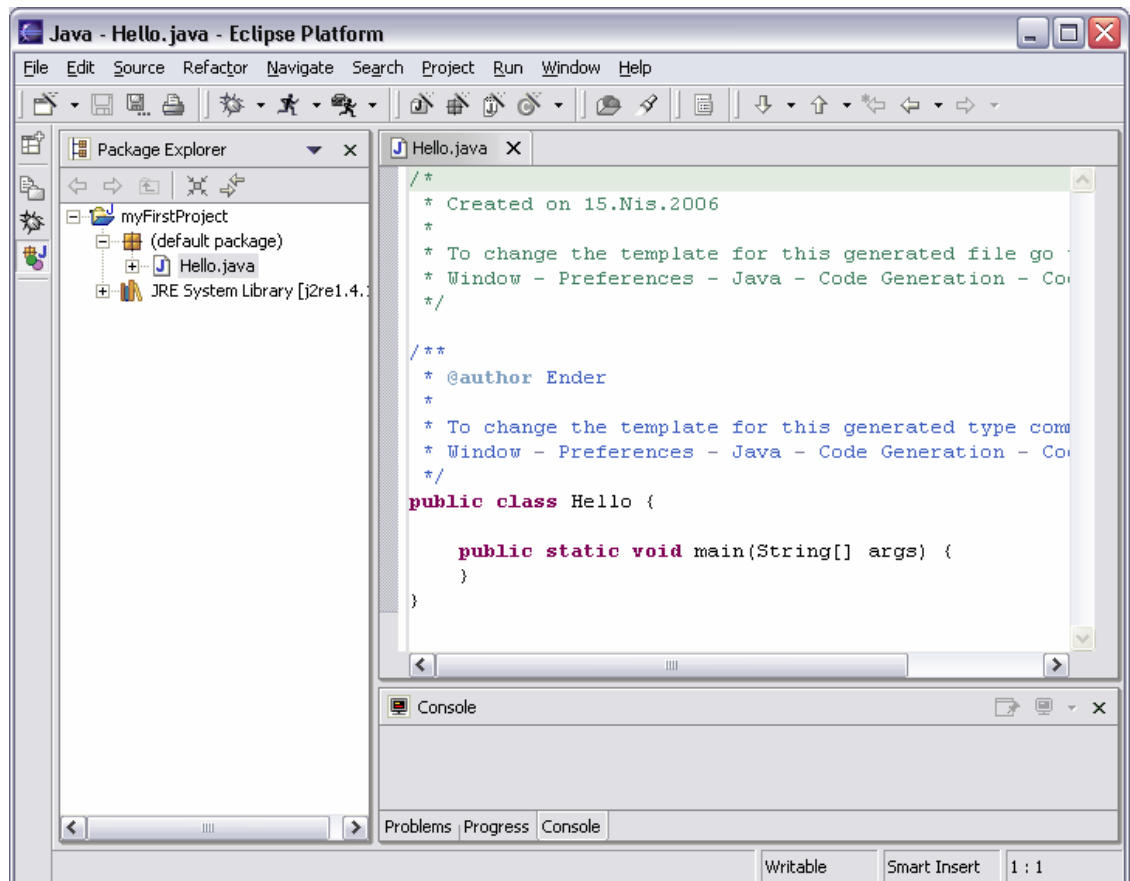 Java - Hello.java - Eclipse Platform
File Edit Source Refactor Navigate Search Project Run Window Help
Package Explorer
myFirstProject
(default package)
Hello.java
JRE System Library [j2re1.4.
Hello.java
/*
* Created on 15.Nis.2006
*
* To change the template for this generated file go
* Window - Preferences - Java - Code Generation - Co
*/
/**
* @author Ender
*
* To change the template for this generated type com
* Window - Preferences - Java - Code Generation - Co
*/
public class Hello {
public static void main(String[] args) {
}
}
Console
Problems Progress Console
Writable Smart Insert 1 : 1